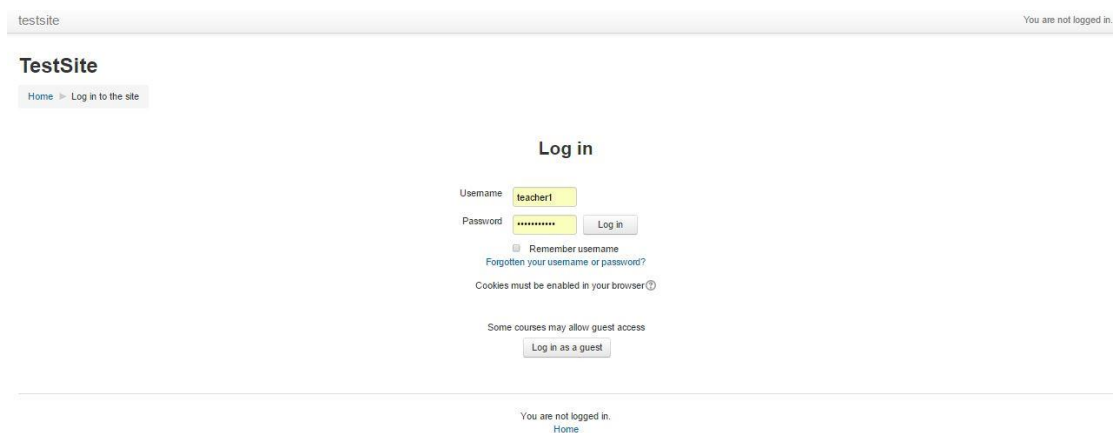 testsite
You are not logged in.
TestSite
Home ► Log in to the site
Log in
Username teacher1
Password ••••••••••• Log in
Remember username
Forgotten your username or password?
Cookies must be enabled in your browser
Some courses may allow guest access
Log in as a guest
You are not logged in.
Home